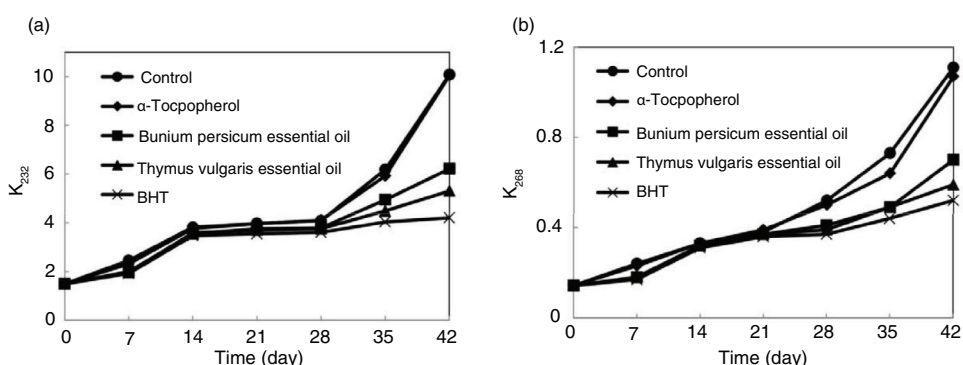 (a)
K232
10
8
6
4
2
0
Control
α-Tocpopherol
Bunium persicum essential oil
Thymus vulgaris essential oil
BHT
0 7 14 21 28 35 42
Time (day)
(b)
K268
1.2
0.8
0.4
0
Control
α-Tocpopherol
Bunium persicum essential oil
Thymus vulgaris essential oil
BHT
0 7 14 21 28 35 42
Time (day)